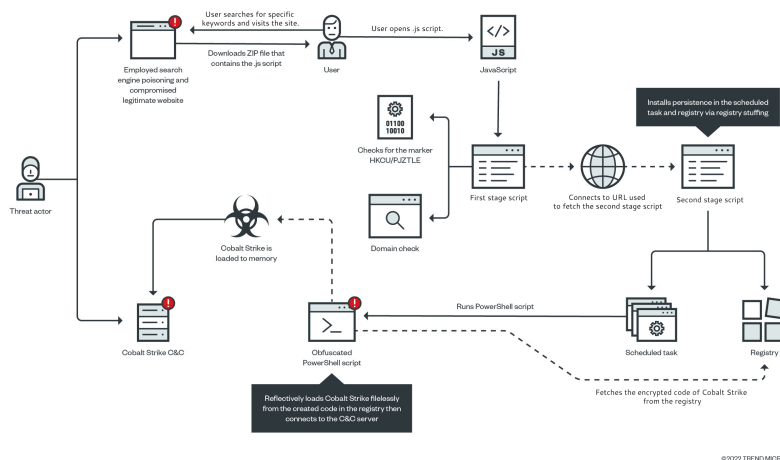 User searches for specific
keywords and visits the site.
Downloads ZIP file that
contains the .js script
User opens .js script.
</>
JS
Employed search
engine poisoning and
compromised
legitimate website
User
JavaScript
Installs persistence in the scheduled
task and registry via registry stuffing
01100
10010
Checks for the marker
HKCU/PJZTLE
Threat actor
First stage script
Connects to URL used
to fetch the second stage script
Second stage script
Domain check
Cobalt Strike is
loaded to memory
Runs PowerShell script
Cobalt Strike C&C
Obfuscated
PowerShell script
Scheduled task
Registry
Reflectively loads Cobalt Strike filelessly
from the created code in the registry then
connects to the C&C server
Fetches the encrypted code of Cobalt Strike
from the registry
©2022 TREND MICR